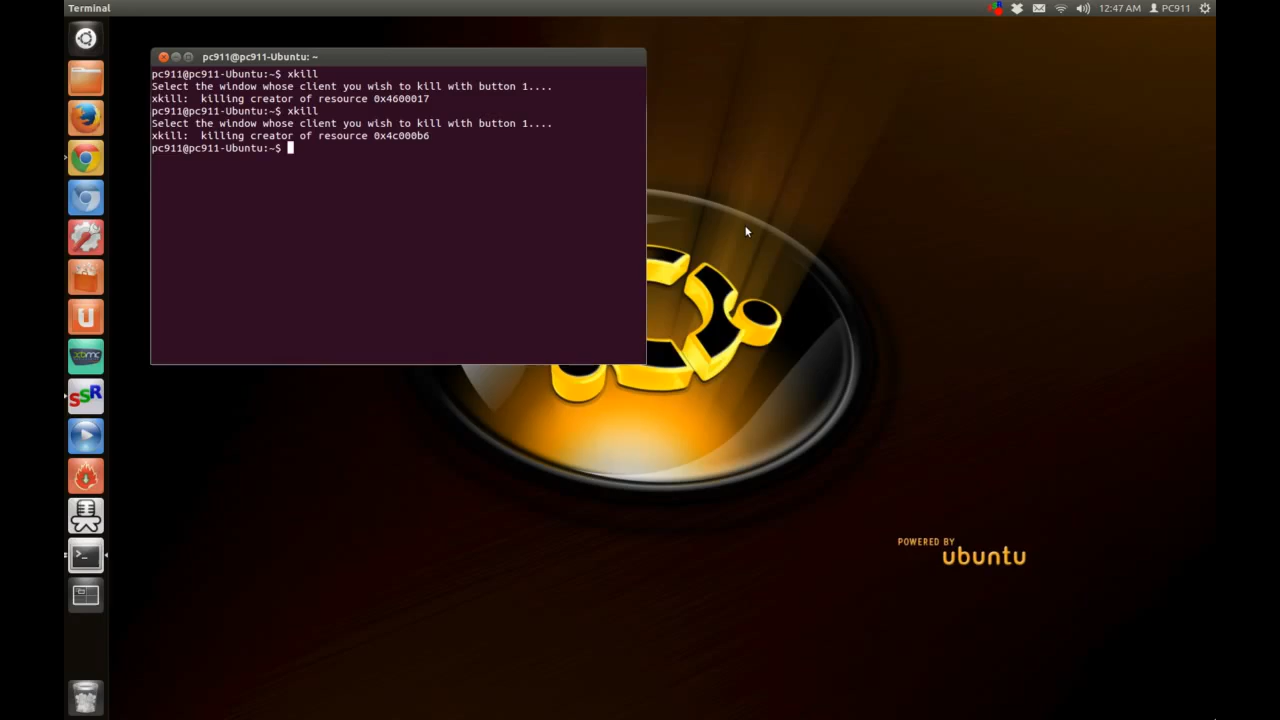 Terminal
12:47 AM
PC911
pc911@pc911-Ubuntu: ~
pc911@pc911-Ubuntu:~$ xkill
Select the window whose client you wish to kill with button 1....
xkill:  killing creator of resource 0x4600017
pc911@pc911-Ubuntu:~$ xkill
Select the window whose client you wish to kill with button 1....
xkill:  killing creator of resource 0x4c000b6
pc911@pc911-Ubuntu:~$
U
xbmc
SSR
>_
POWERED BY
ubuntu